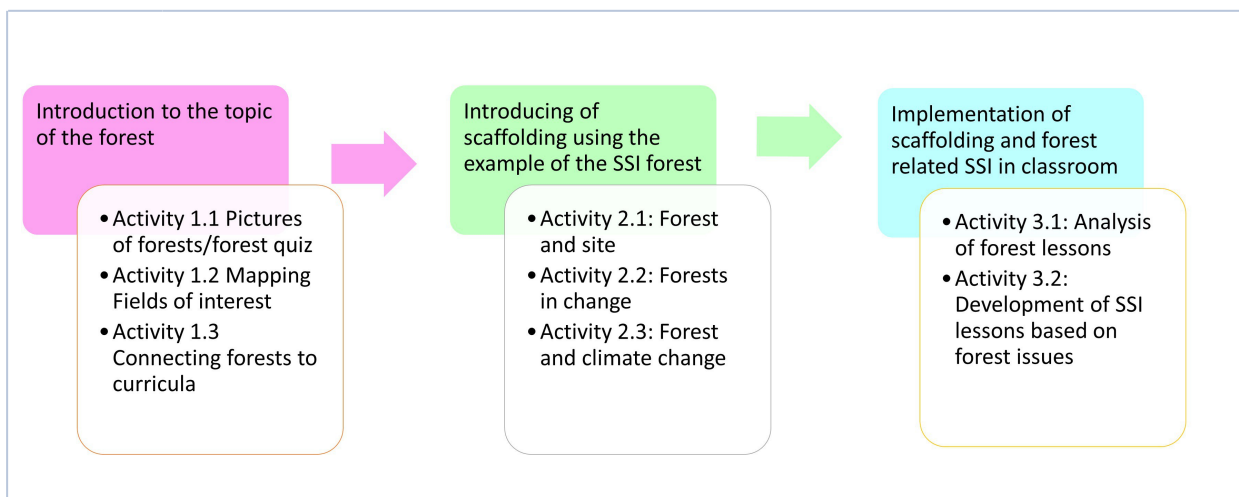 Introduction to the topic
of the forest
• Activity 1.1 Pictures
of forests/forest quiz
• Activity 1.2 Mapping
Fields of interest
• Activity 1.3
Connecting forests to
curricula
Introducing of
scaffolding using the
example of the SSI forest
• Activity 2.1: Forest
and site
• Activity 2.2: Forests
in change
• Activity 2.3: Forest
and climate change
Implementation of
scaffolding and forest
related SSI in classroom
• Activity 3.1: Analysis
of forest lessons
• Activity 3.2:
Development of SSI
lessons based on
forest issues